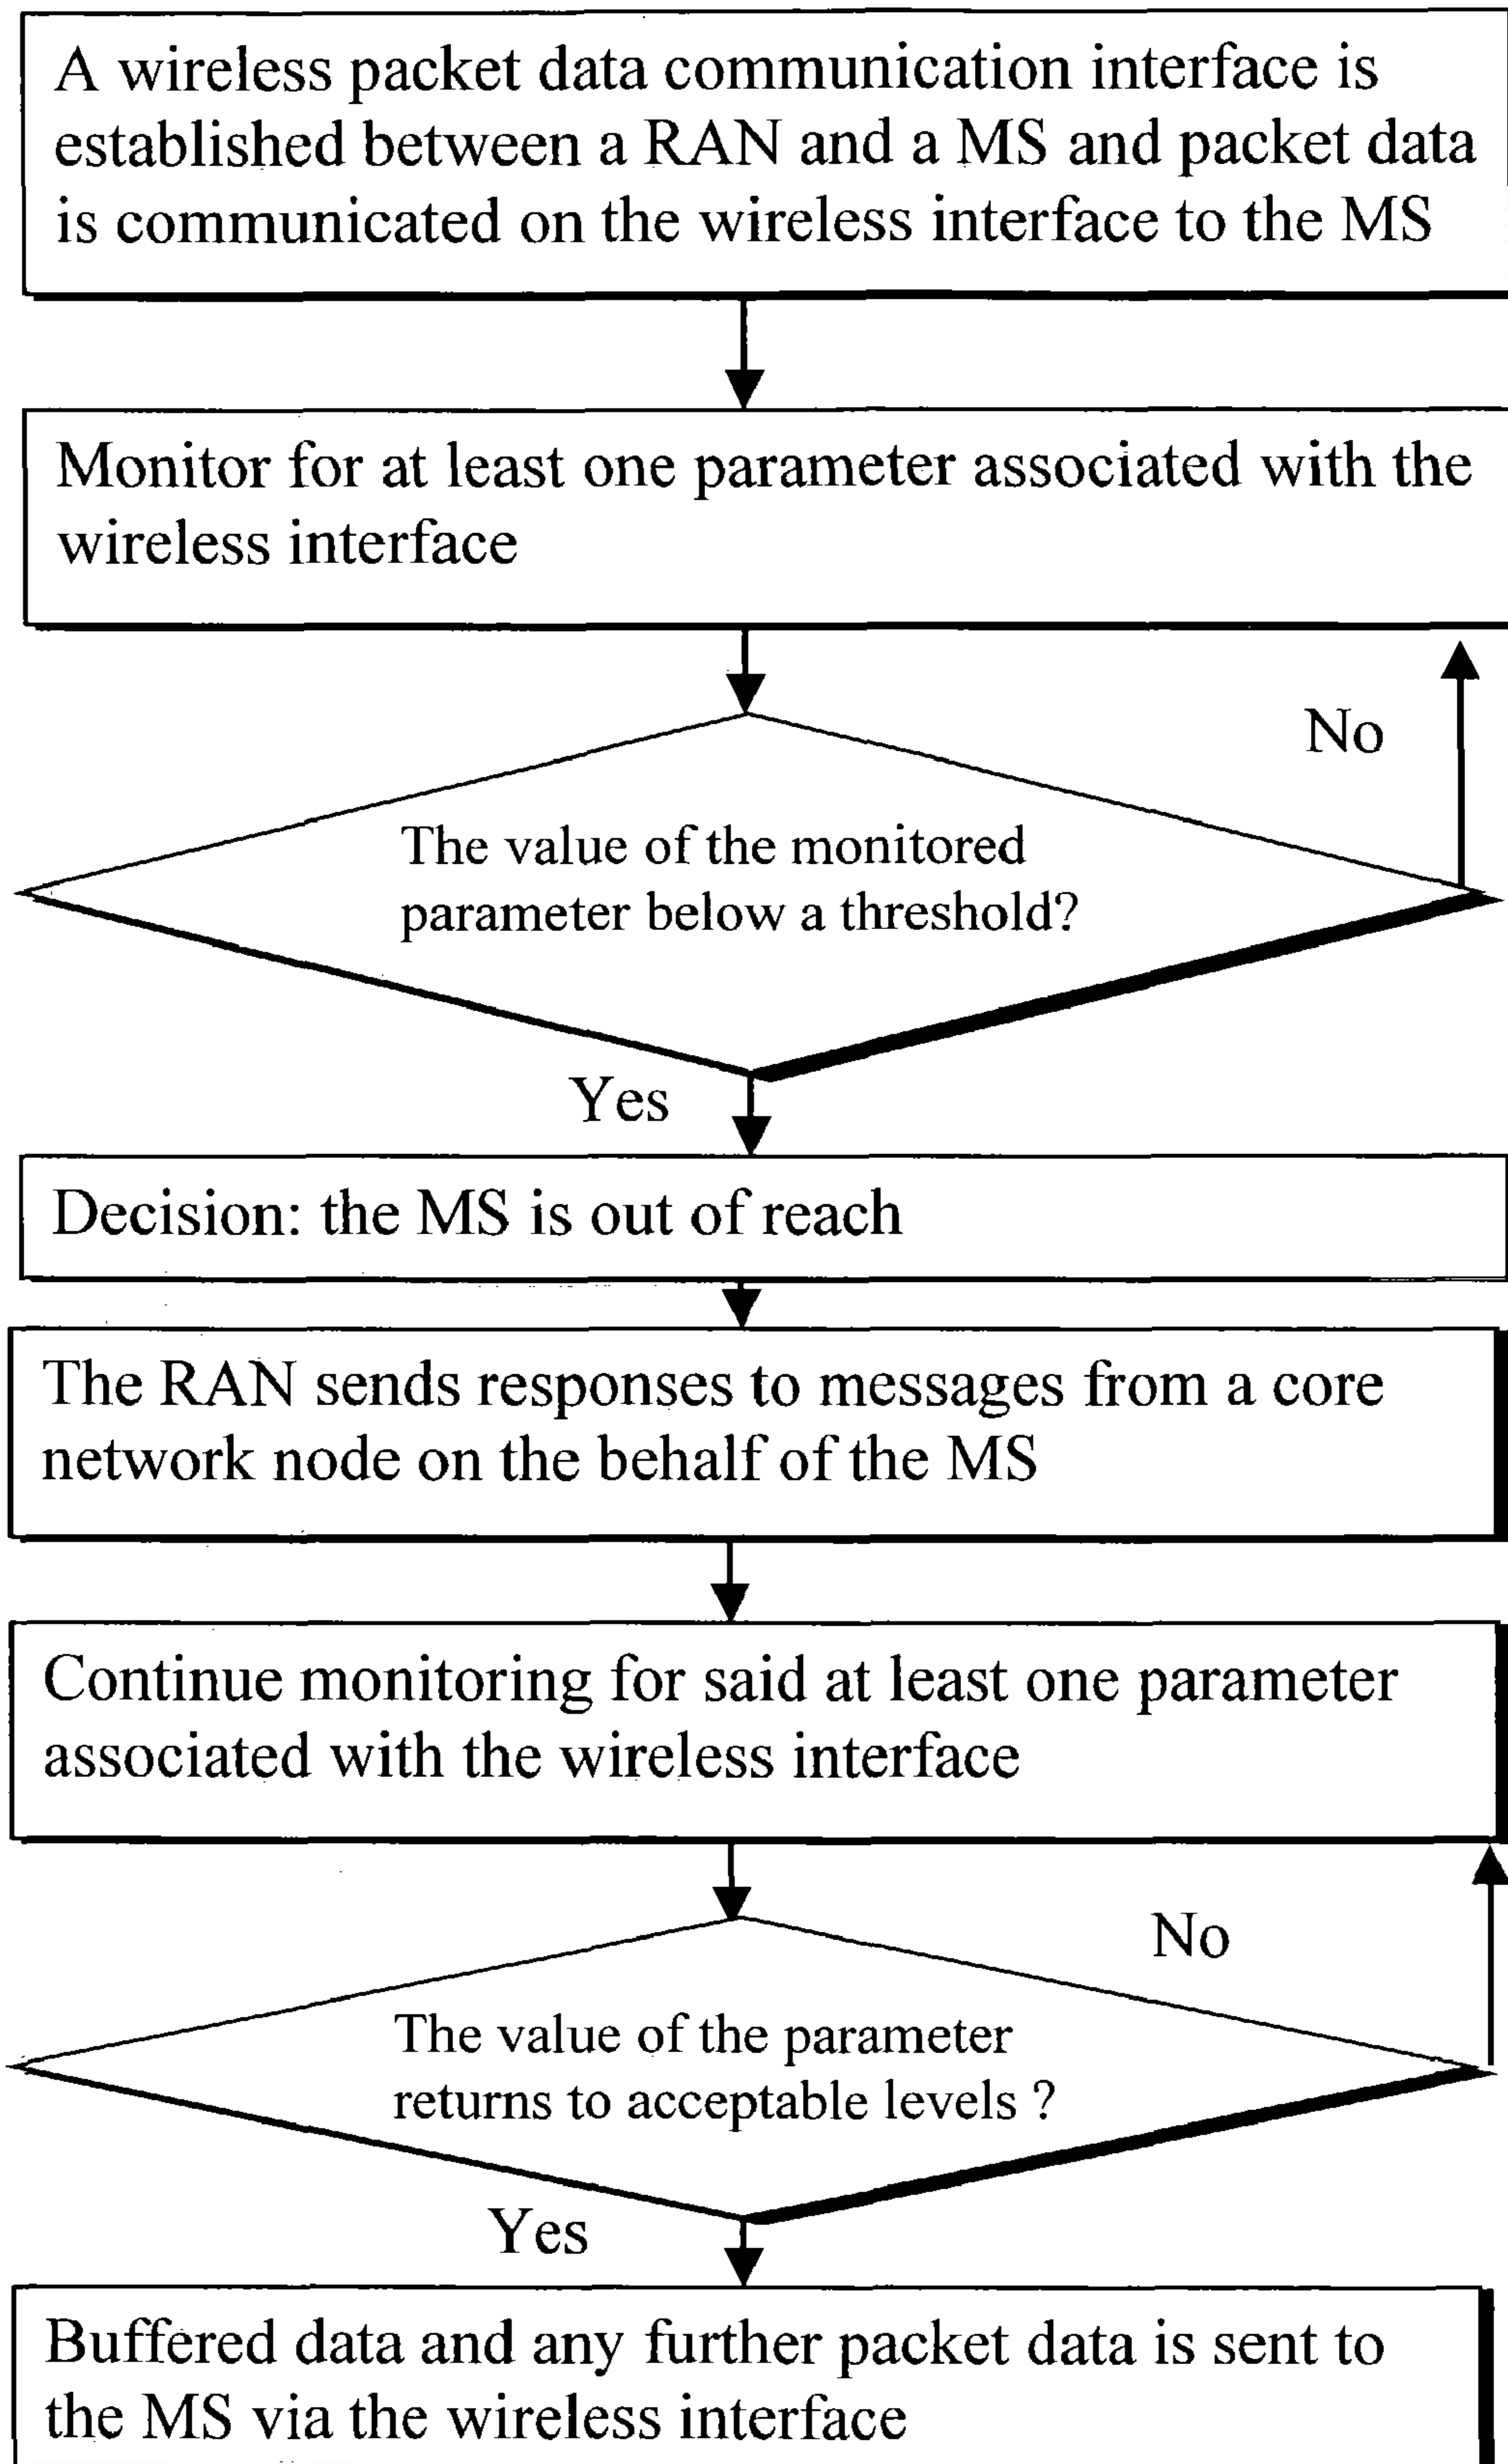 A wireless packet data communication interface is
established between a RAN and a MS and packet data
is communicated on the wireless interface to the MS
Monitor for at least one parameter associated with the
wireless interface
No
The value of the monitored
parameter below a threshold?
Yes
Decision: the MS is out of reach
The RAN sends responses to messages from a core
network node on the behalf of the MS
Continue monitoring for said at least one parameter
associated with the wireless interface
No
The value of the parameter
returns to acceptable levels ?
Yes
Buffered data and any further packet data is sent to
the MS via the wireless interface